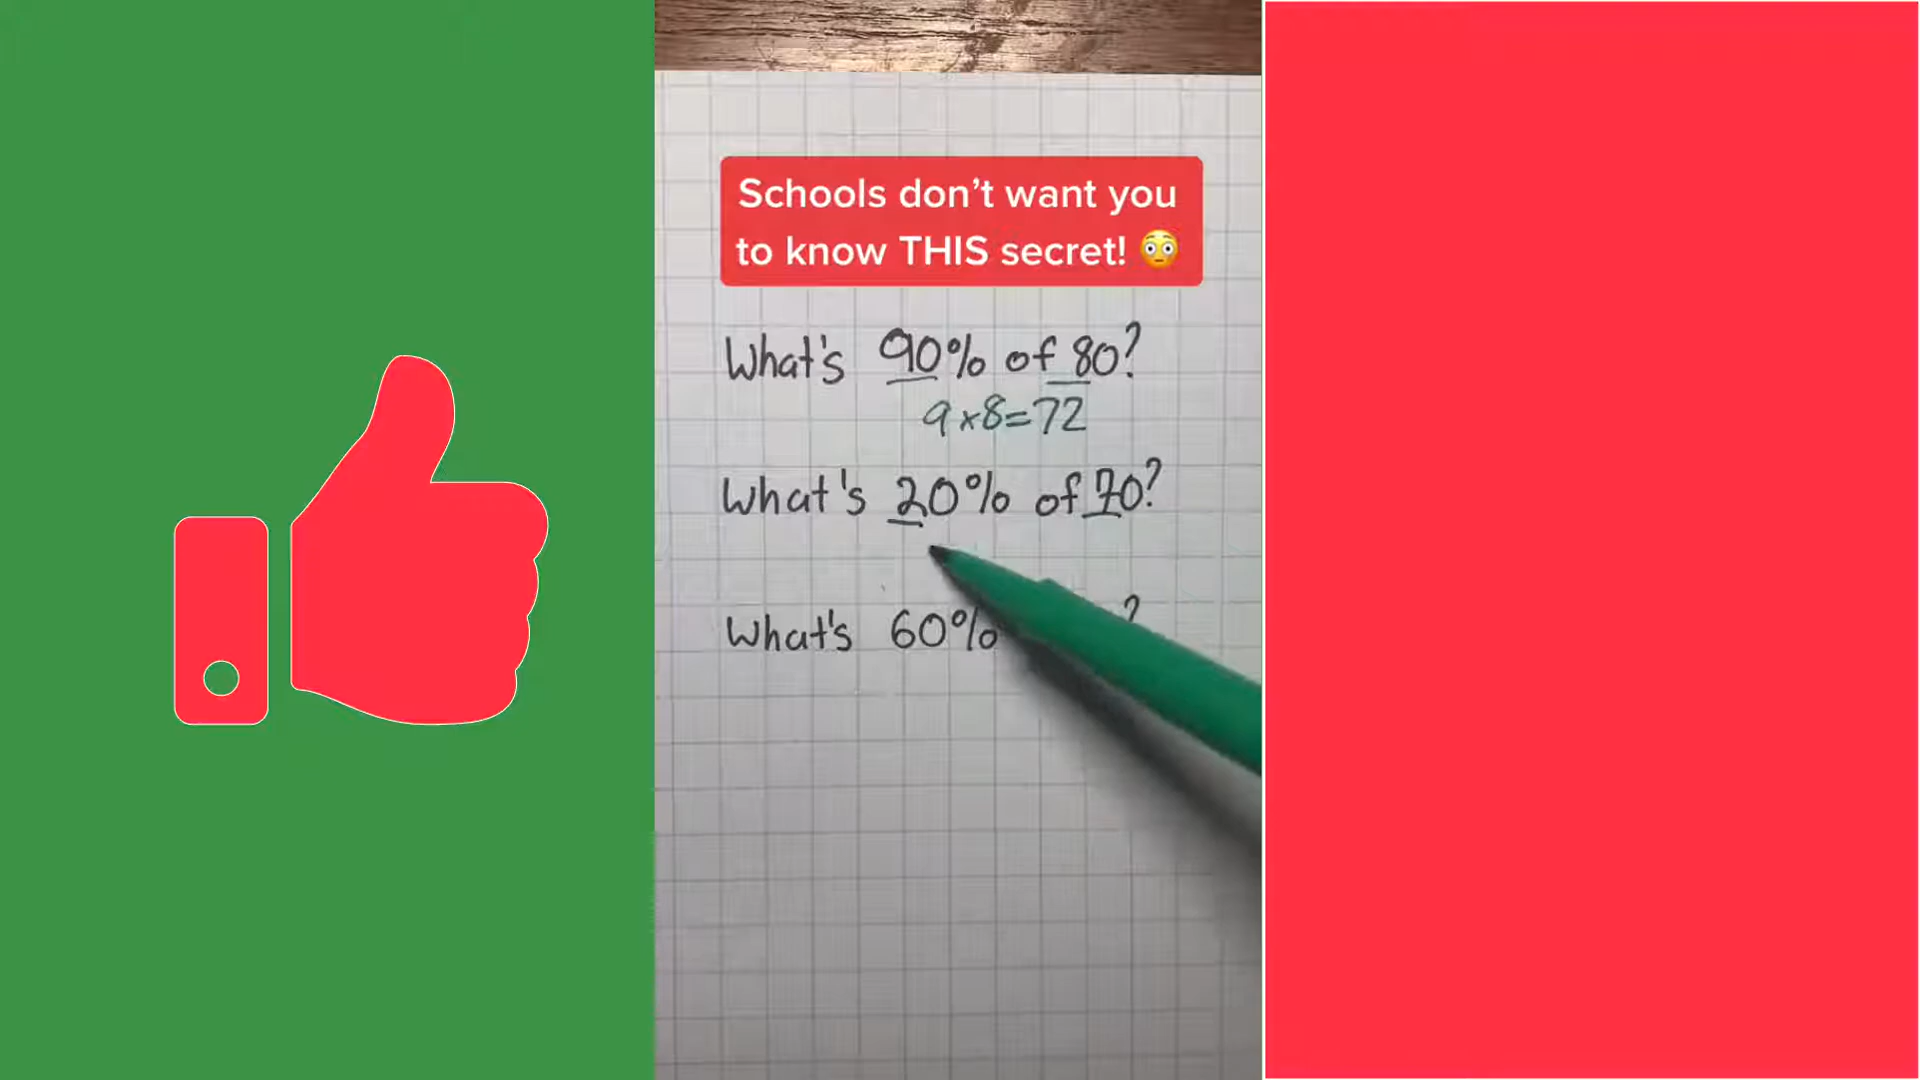 Schools don't want you
to know THIS secret! 😳
What's 90% of 80?
9×8=72
What's 20% of 70?
What's 60% ?